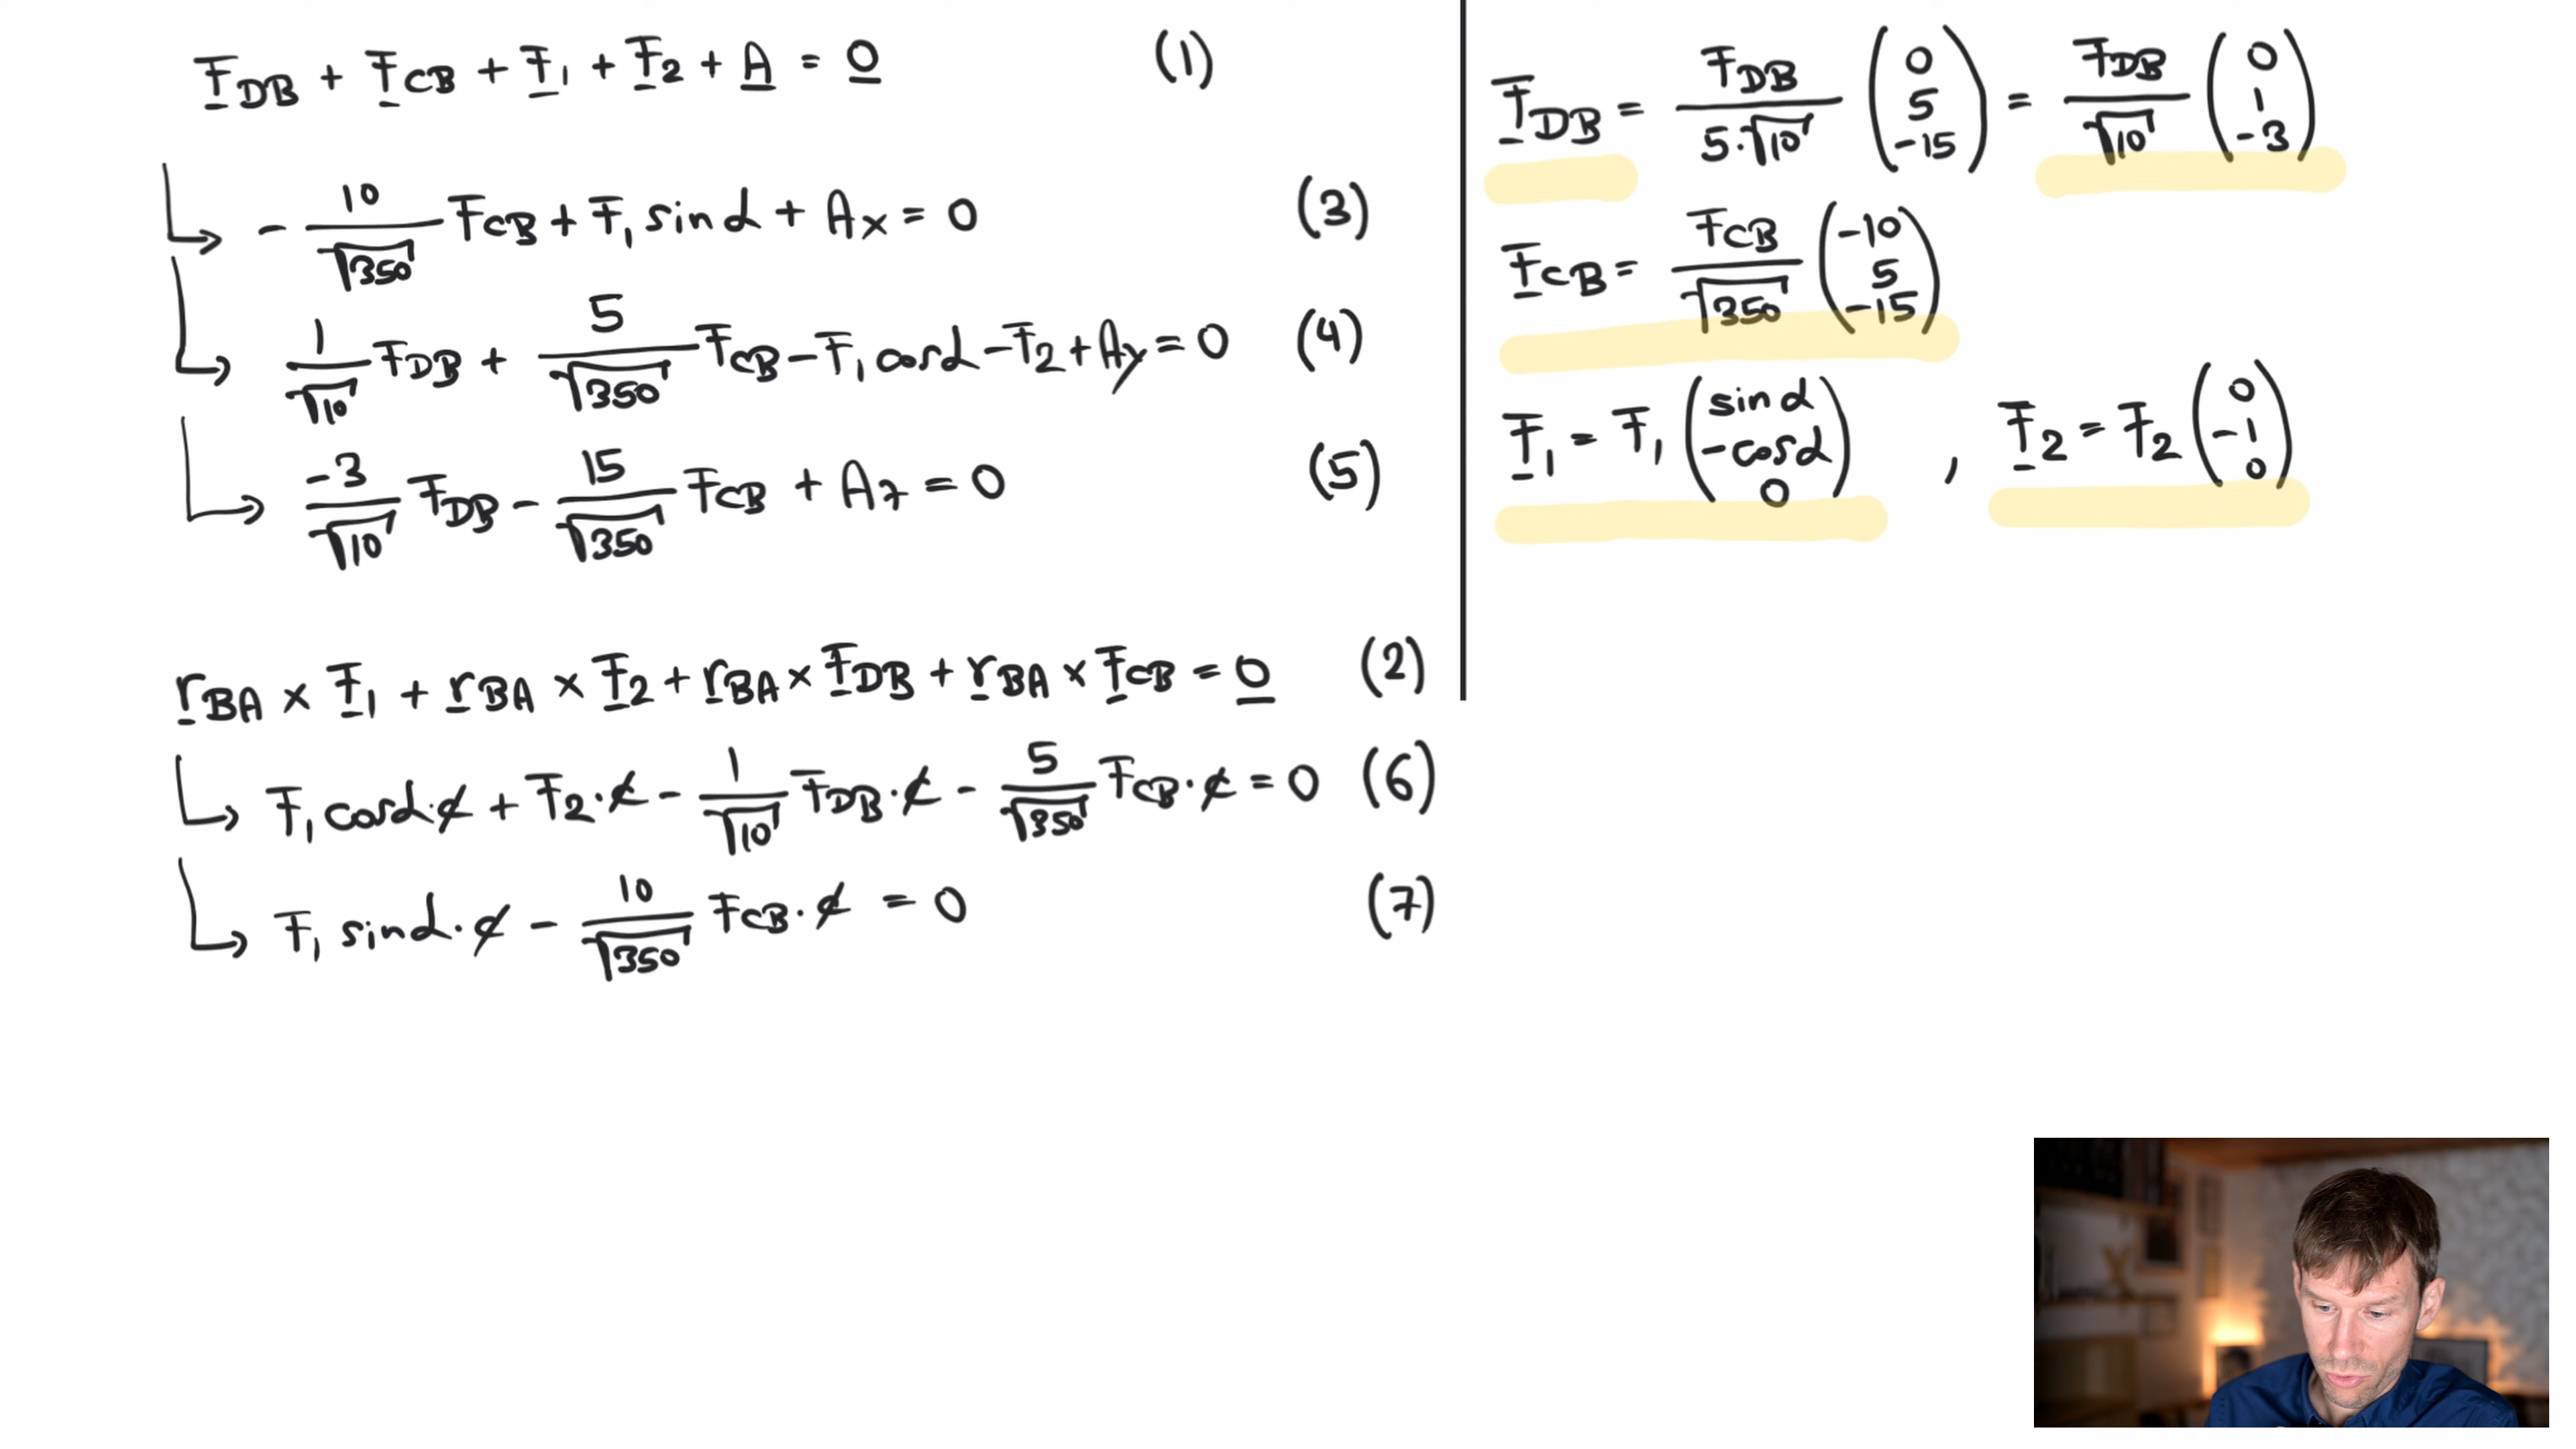 F_DB + F_CB + F_1 + F_2 + A = 0 (1)
- 10/√350 F_CB + F_1 sin α + A_x = 0 (3)
1/√10 F_DB + 5/√350 F_CB - F_1 cos α - F_2 + A_y = 0 (4)
-3/√10 F_DB - 15/√350 F_CB + A_z = 0 (5)
r_BA × F_1 + r_BA × F_2 + r_BA × F_DB + r_BA × F_CB = 0 (2)
F_1 cos α · ȼ + F_2 · ȼ - 1/√10 F_DB · ȼ - 5/√350 F_CB · ȼ = 0 (6)
F_1 sin α · ȼ - 10/√350 F_CB · ȼ = 0 (7)
F_DB = F_DB/(5·√10) (0 5 -15) = F_DB/√10 (0 1 -3)
F_CB = F_CB/√350 (-10 5 -15)
F_1 = F_1 (sin α -cos α 0) , F_2 = F_2 (0 -1 0)